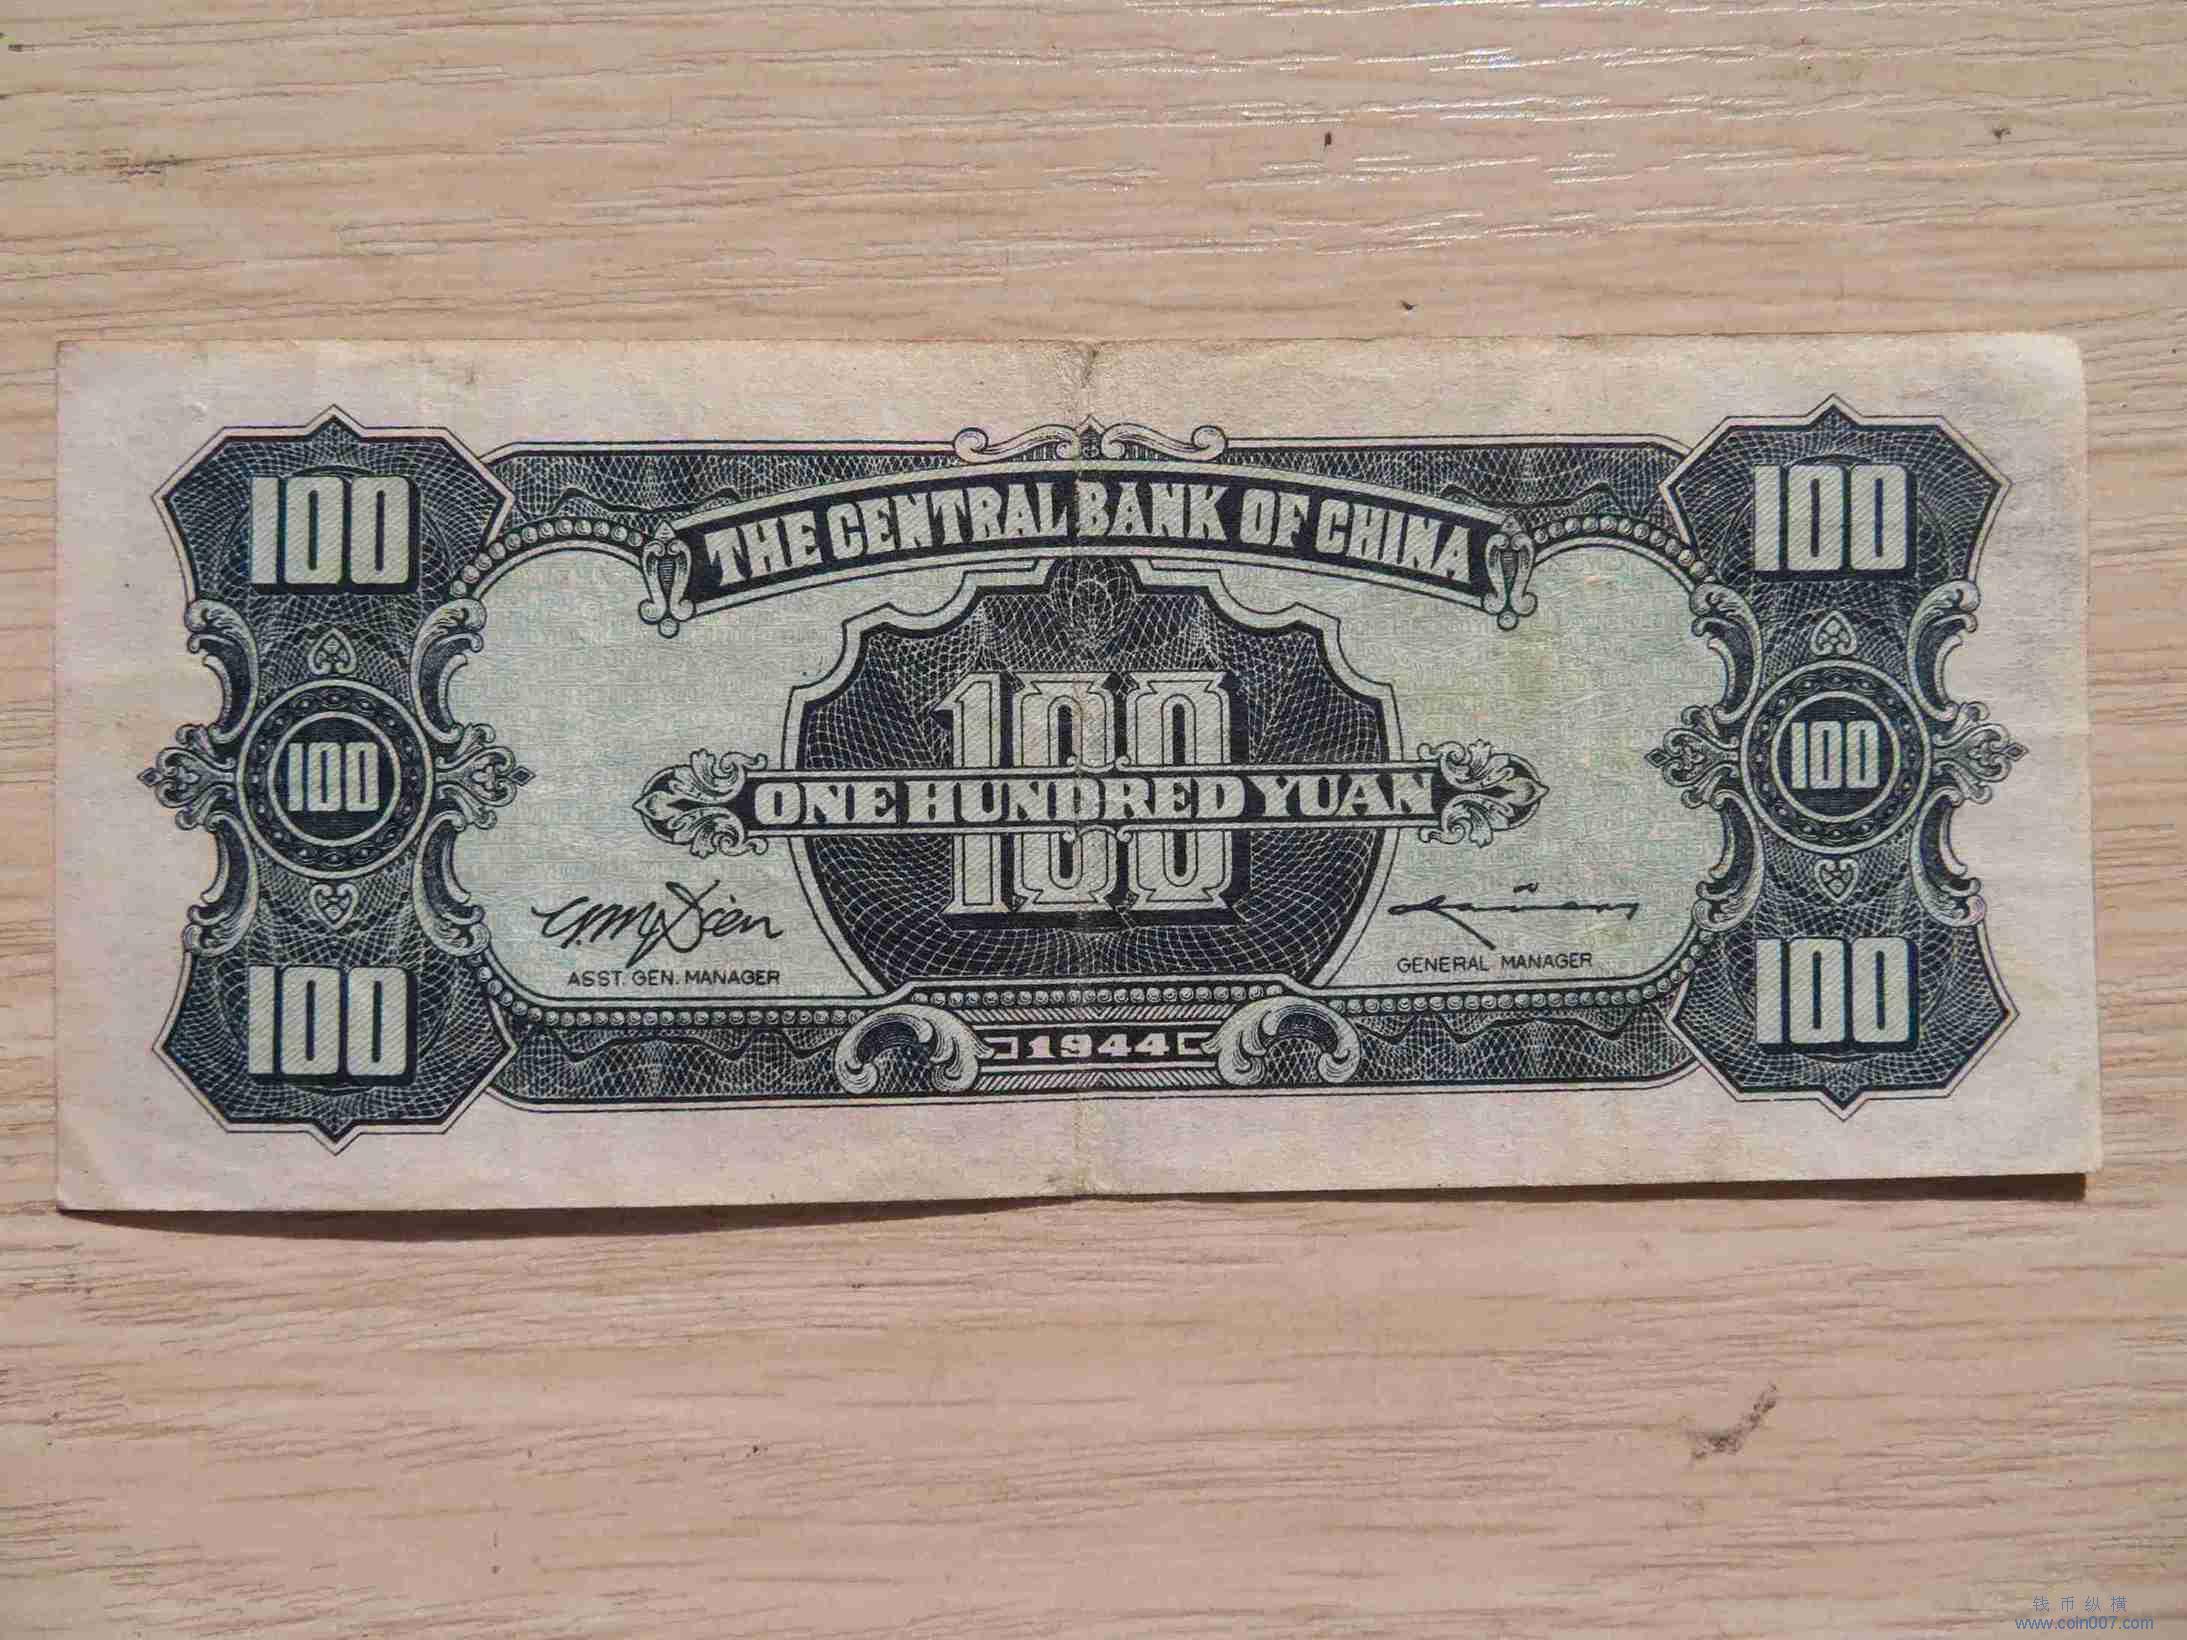 100
100
THE CENTRAL BANK OF CHINA
100
100
100
ONE HUNDRED YUAN
ASST. GEN. MANAGER
GENERAL MANAGER
100
100
1944
钱币纵横
www.coin007.com